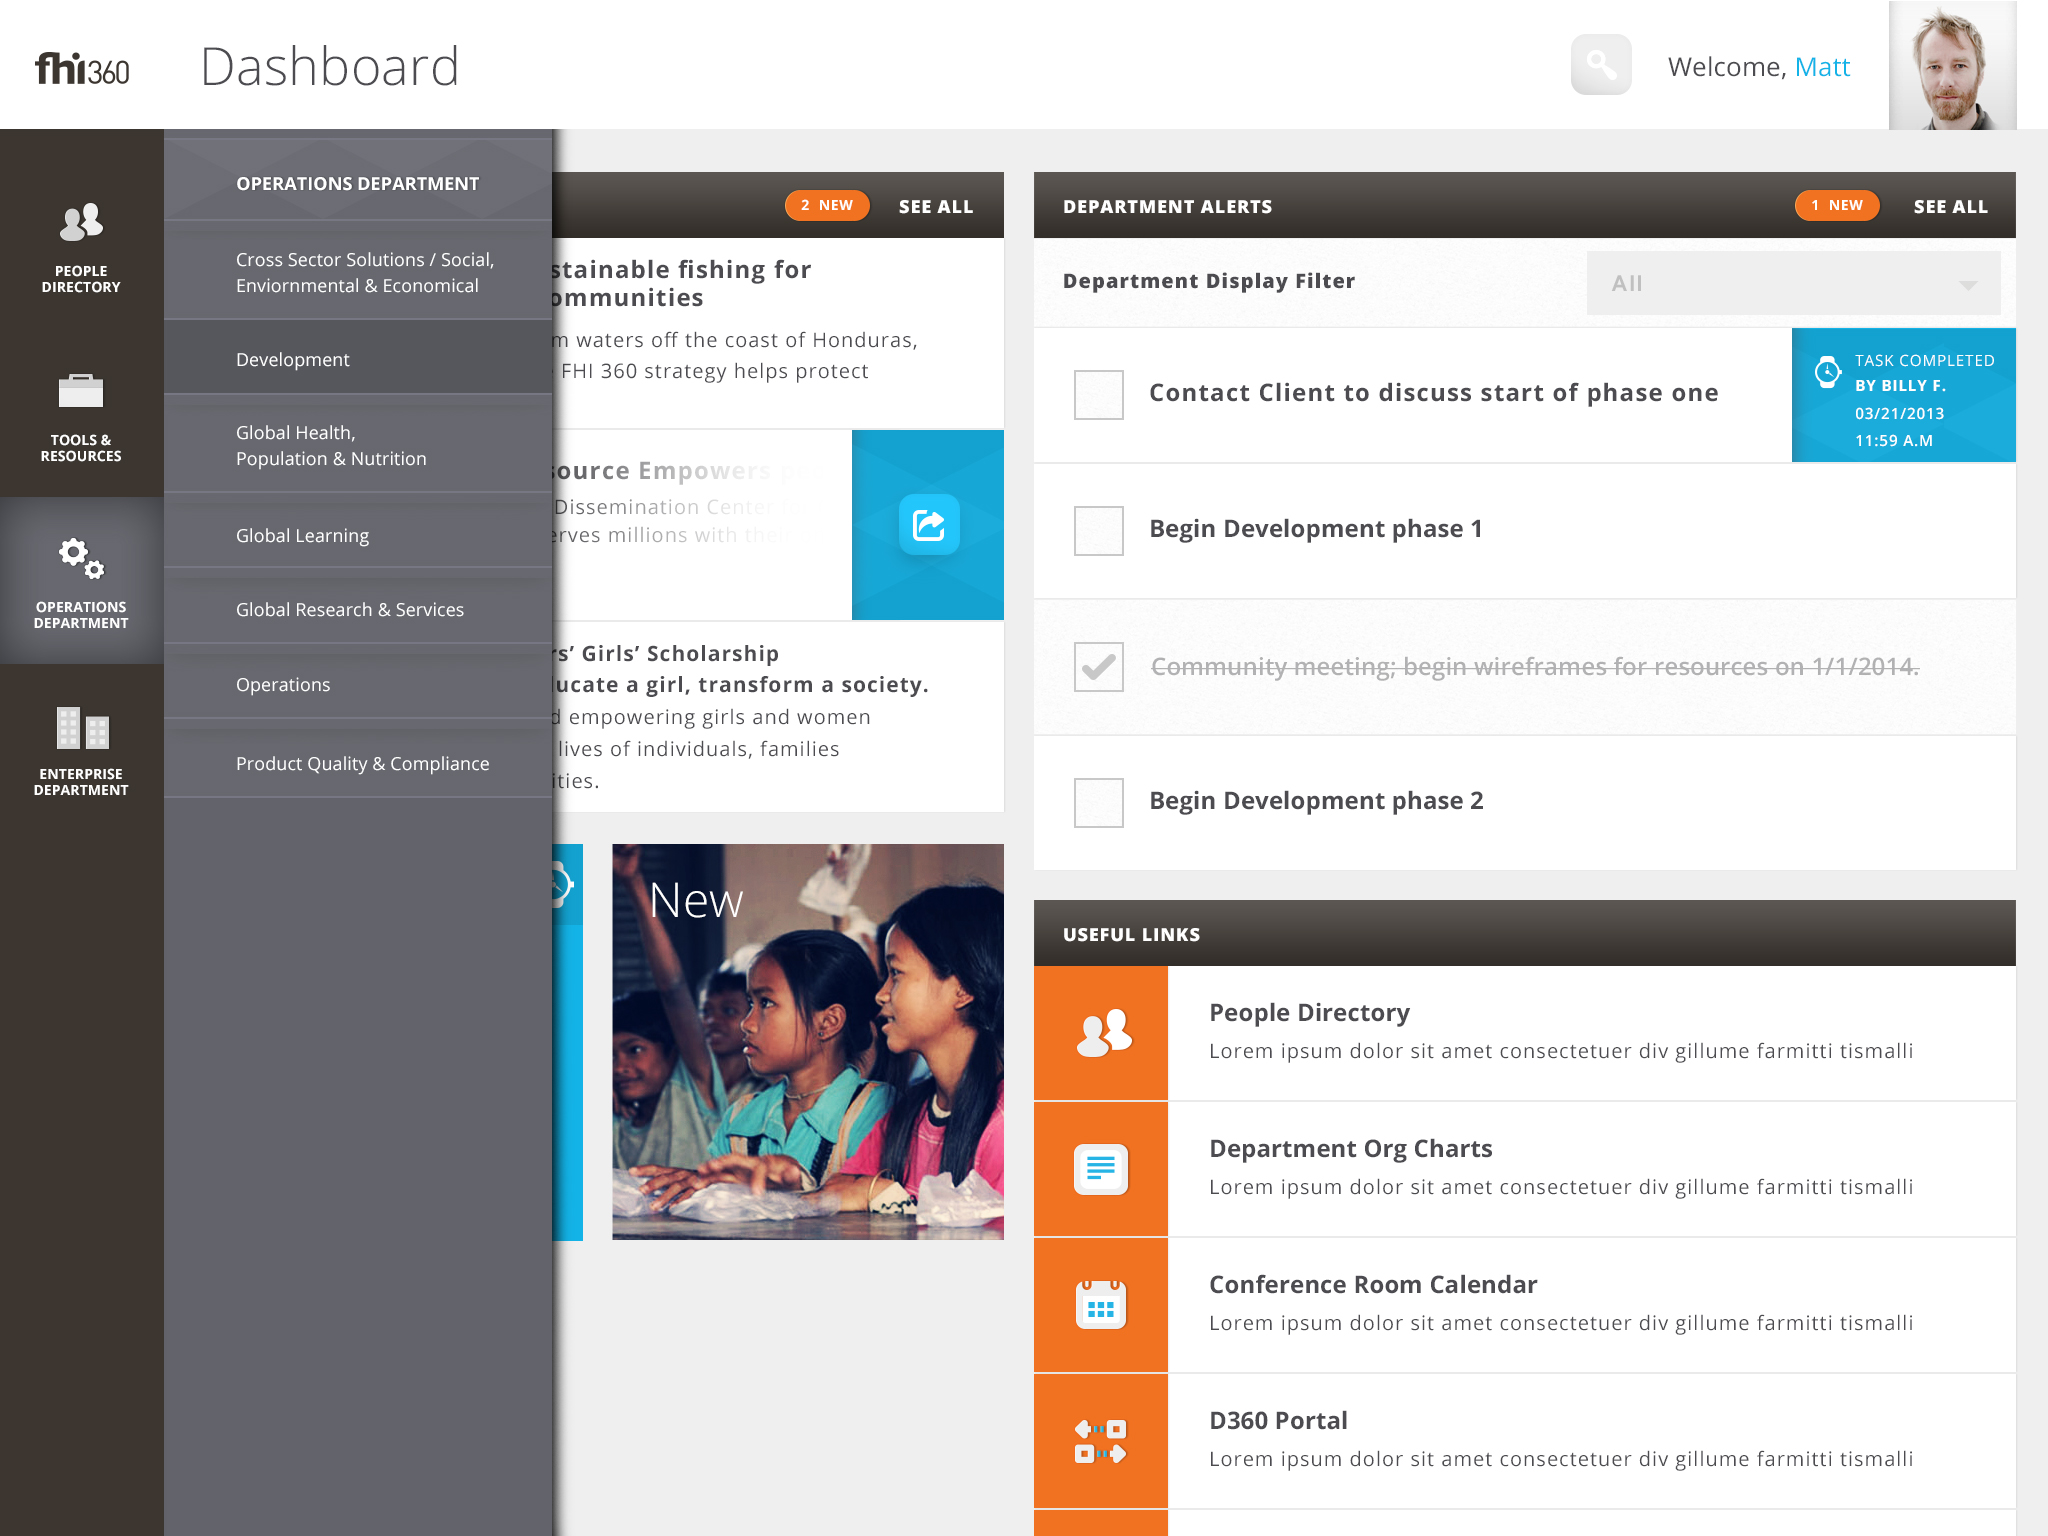 fhi360
Dashboard
Welcome, Matt
PEOPLE
DIRECTORY
TOOLS &
RESOURCES
OPERATIONS
DEPARTMENT
ENTERPRISE
DEPARTMENT
OPERATIONS DEPARTMENT
Cross Sector Solutions / Social,
Enviornmental & Economical
Development
Global Health,
Population & Nutrition
Global Learning
Global Research & Services
Operations
Product Quality & Compliance
2 NEW
SEE ALL
stainable fishing for
ommunities
m waters off the coast of Honduras,
FHI 360 strategy helps protect
source Empowers
Dissemination Center
erves millions with their
rs’ Girls’ Scholarship
ucate a girl, transform a society.
d empowering girls and women
lives of individuals, families
ities.
New
DEPARTMENT ALERTS
1 NEW
SEE ALL
Department Display Filter
All
Contact Client to discuss start of phase one
TASK COMPLETED
BY BILLY F.
03/21/2013
11:59 A.M
Begin Development phase 1
Community meeting; begin wireframes for resources on 1/1/2014.
Begin Development phase 2
USEFUL LINKS
People Directory
Lorem ipsum dolor sit amet consectetuer div gillume farmitti tismalli
Department Org Charts
Lorem ipsum dolor sit amet consectetuer div gillume farmitti tismalli
Conference Room Calendar
Lorem ipsum dolor sit amet consectetuer div gillume farmitti tismalli
D360 Portal
Lorem ipsum dolor sit amet consectetuer div gillume farmitti tismalli